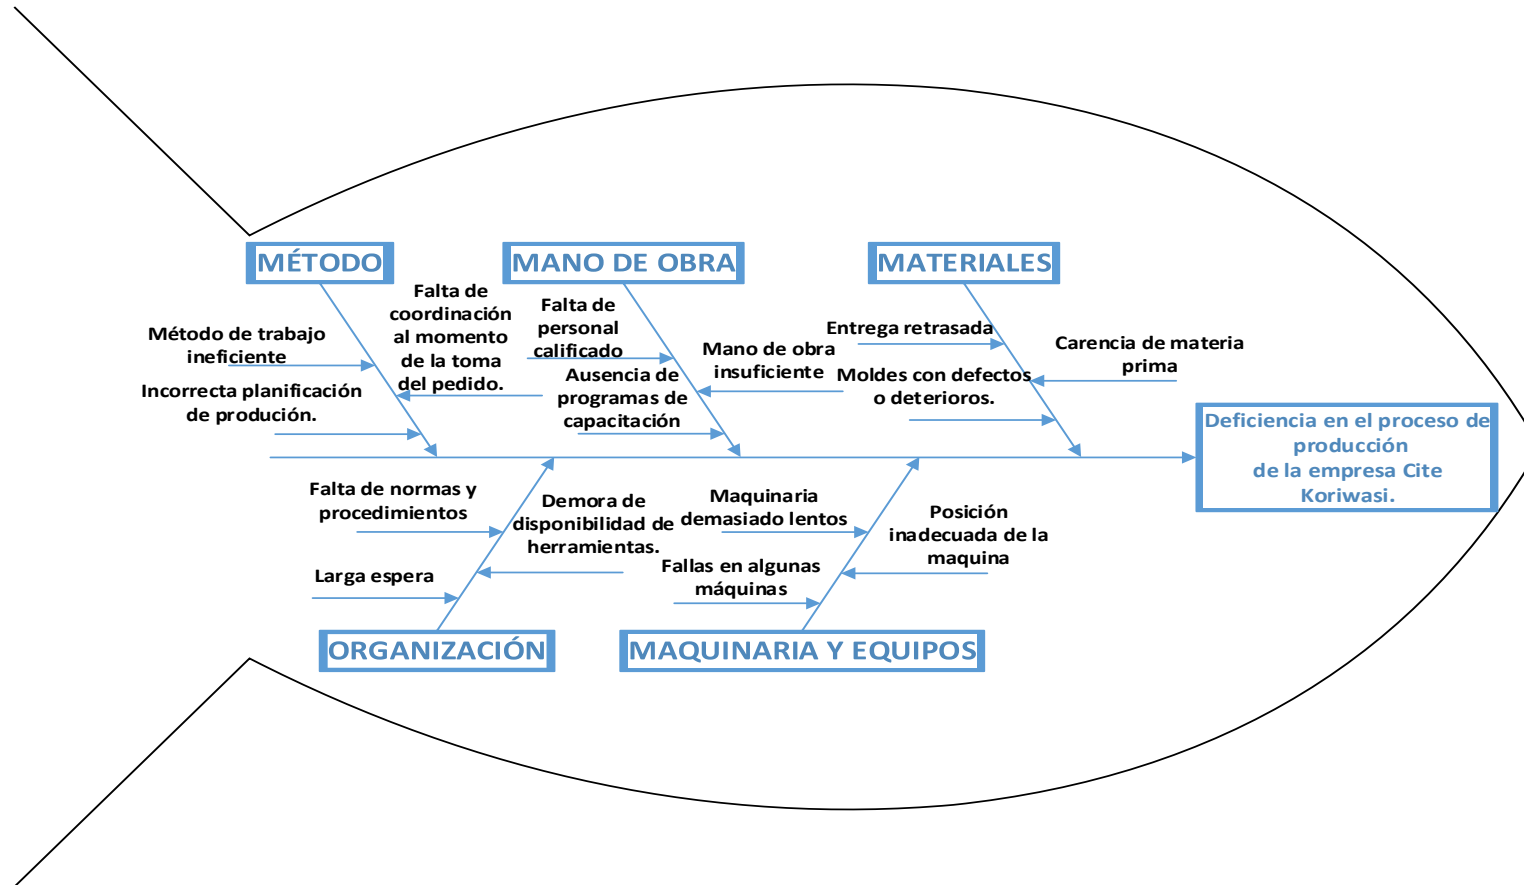 MÉTODO
MANO DE OBRA
MATERIALES
Método de trabajo
ineficiente
Falta de
coordinación
al momento
de la toma
del pedido.
Incorrecta planificación
de produción.
Falta de
personal
calificado
Mano de obra
insuficiente
Ausencia de
programas de
capacitación
Entrega retrasada
Carencia de materia
prima
Moldes con defectos
o deterioros.
Deficiencia en el proceso de
producción
de la empresa Cite
Koriwasi.
Falta de normas y
procedimientos
Demora de
disponibilidad de
herramientas.
Larga espera
Maquinaria
demasiado lentos
Posición
inadecuada de la
maquina
Fallas en algunas
máquinas
ORGANIZACIÓN
MAQUINARIA Y EQUIPOS